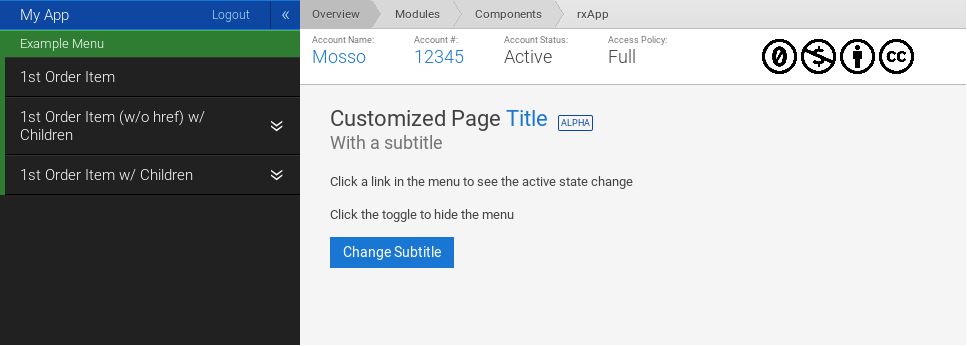 My App Logout «
Example Menu
1st Order Item
1st Order Item (w/o href) w/
Children
1st Order Item w/ Children
Overview Modules Components rxApp
Account Name: Account #: Account Status: Access Policy:
Mosso 12345 Active Full
cc
Customized Page Title ALPHA
With a subtitle
Click a link in the menu to see the active state change
Click the toggle to hide the menu
Change Subtitle